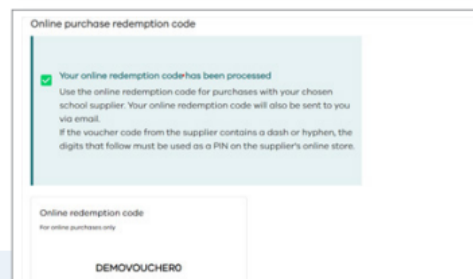 Online purchase redemption code
Your online redemption code has been processed
Use the online redemption code for purchases with your chosen
school supplier. Your online redemption code will also be sent to you
via email.
If the voucher code from the supplier contains a dash or hyphen, the
digits that follow must be used as a PIN on the supplier's online store.
Online redemption code
For online purchases only
DEMOVOUCHER0